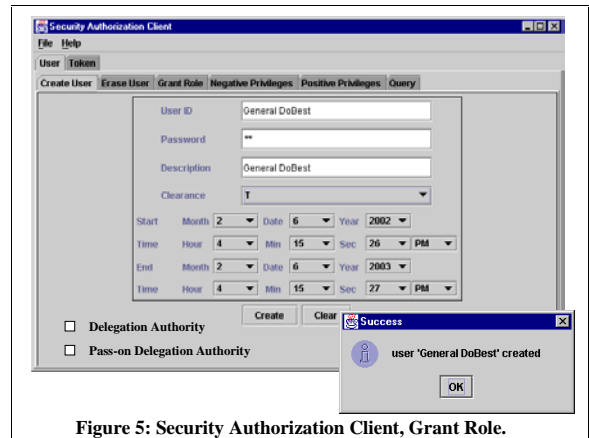 Security Authorization Client
File Help
User Token
Create User Erase User Grant Role Negative Privileges Positive Privileges Query
User ID General DoBest
Password **
Description General DoBest
Clearance T
Start Month 2 Date 6 Year 2002
Time Hour 4 Min 15 Sec 26 PM
End Month 2 Date 6 Year 2003
Time Hour 4 Min 15 Sec 27 PM
Create Clear
Delegation Authority
Pass-on Delegation Authority
Success
user 'General DoBest' created
OK
Figure 5: Security Authorization Client, Grant Role.